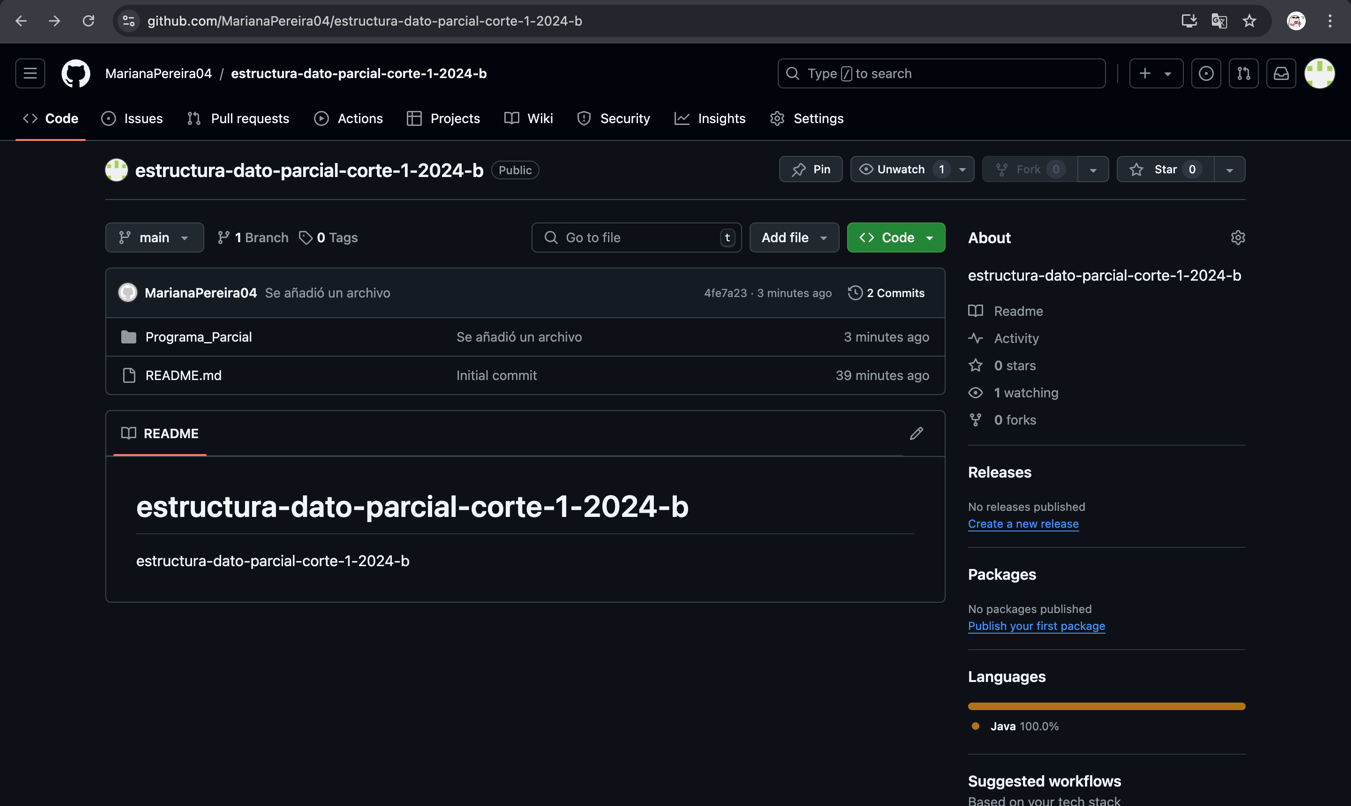 github.com/MarianaPereira04/estructura-dato-parcial-corte-1-2024-b
MarianaPereira04 / estructura-dato-parcial-corte-1-2024-b
Type / to search
Code Issues Pull requests Actions Projects Wiki Security Insights Settings
estructura-dato-parcial-corte-1-2024-b Public
Pin Unwatch 1 Fork 0 Star 0
main 1 Branch 0 Tags Go to file t Add file Code
MarianaPereira04 Se añadió un archivo 4fe7a23 · 3 minutes ago 2 Commits
Programa_Parcial Se añadió un archivo 3 minutes ago
README.md Initial commit 39 minutes ago
README
estructura-dato-parcial-corte-1-2024-b
estructura-dato-parcial-corte-1-2024-b
About
estructura-dato-parcial-corte-1-2024-b
Readme
Activity
0 stars
1 watching
0 forks
Releases
No releases published
Create a new release
Packages
No packages published
Publish your first package
Languages
Java 100.0%
Suggested workflows
Based on your tech stack